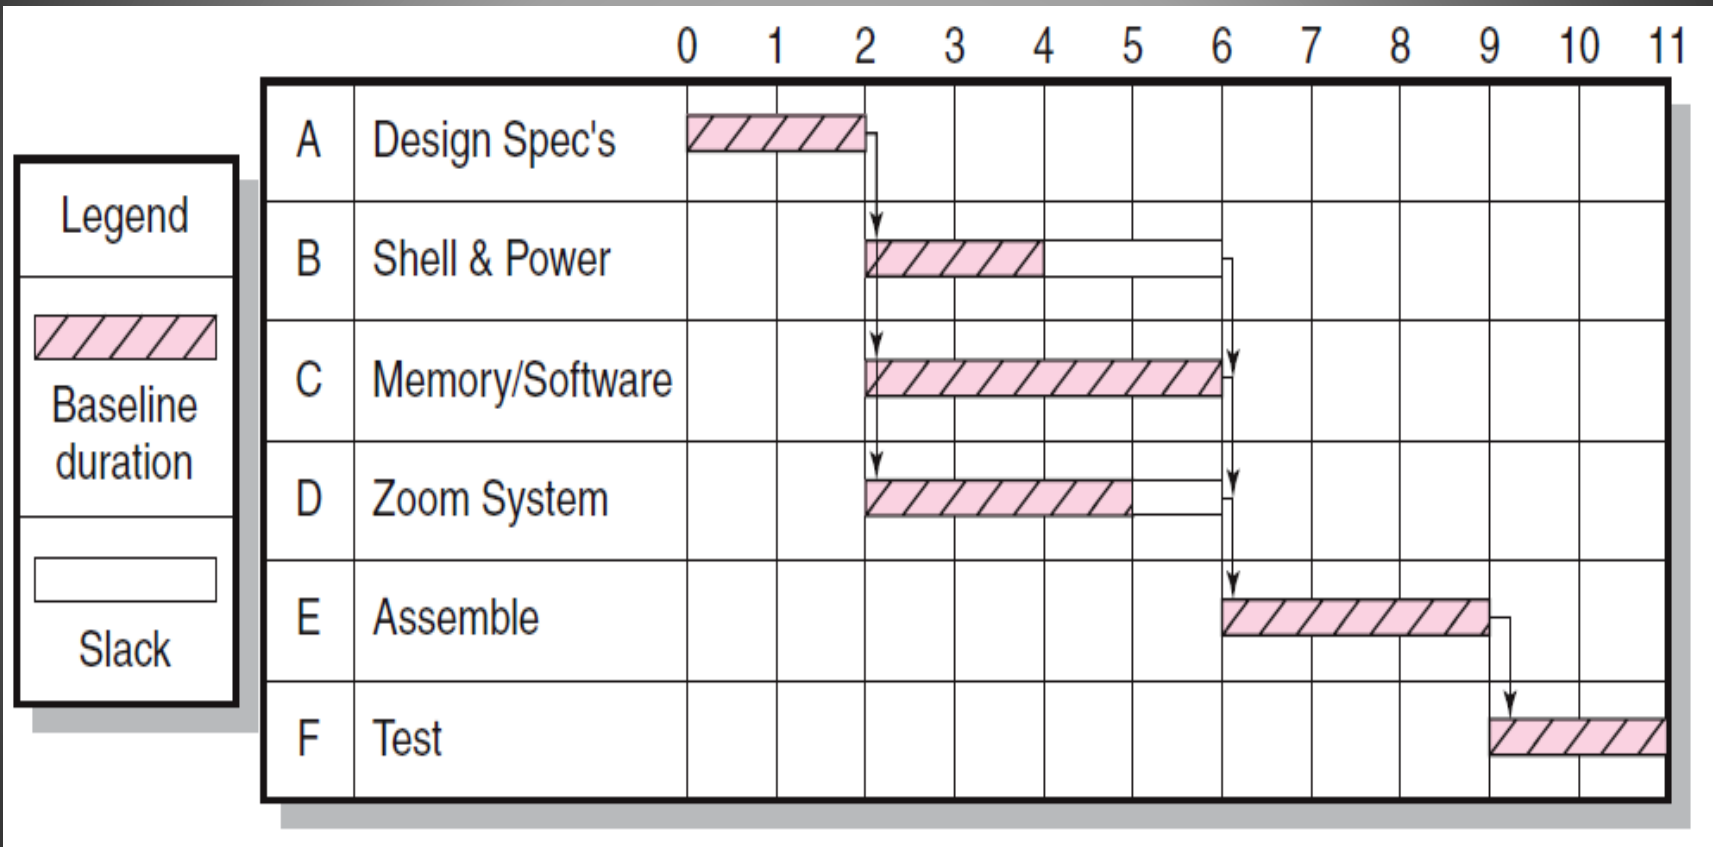 0 1 2 3 4 5 6 7 8 9 10 11
A Design Spec's
Legend
B Shell & Power
C Memory/Software
Baseline
duration
D Zoom System
E Assemble
Slack
F Test